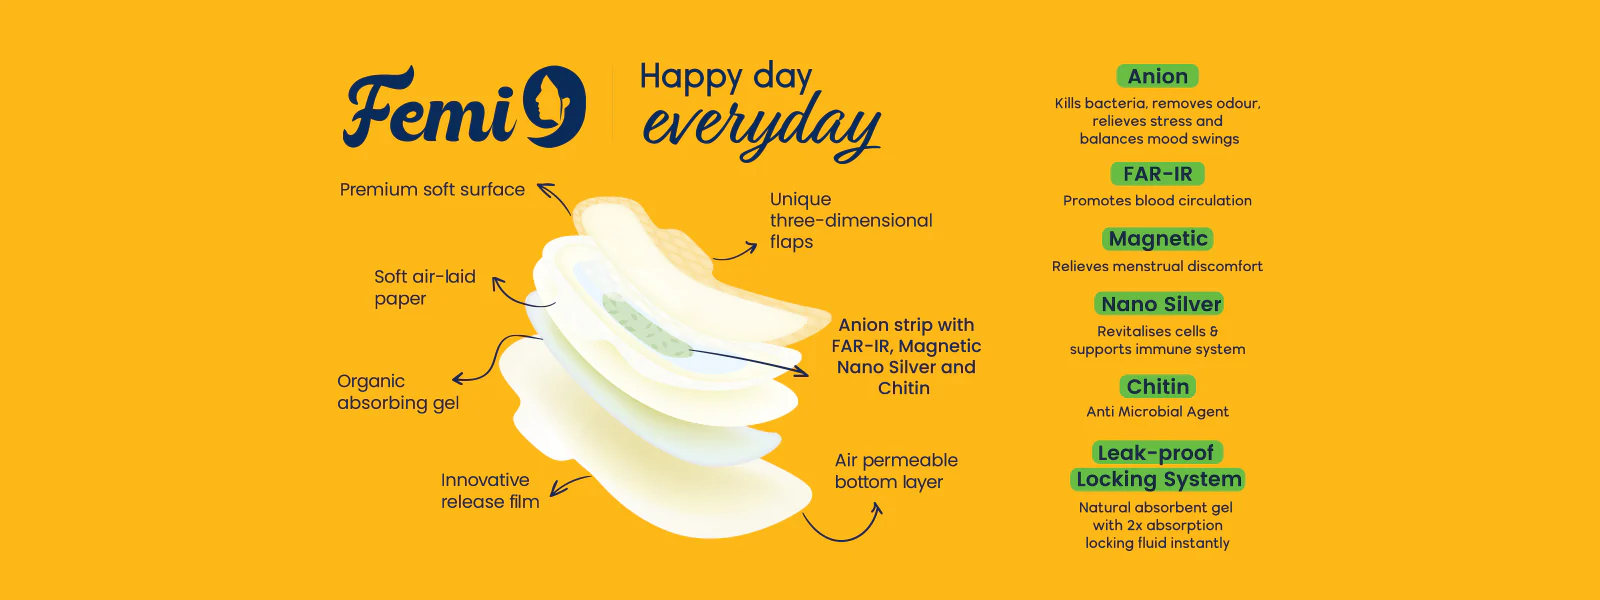 Femi9
Happy day
everyday
Premium soft surface
Unique
three-dimensional
flaps
Soft air-laid
paper
Anion strip with
FAR-IR, Magnetic
Nano Silver and
Chitin
Organic
absorbing gel
Innovative
release film
Air permeable
bottom layer
Anion
Kills bacteria, removes odour,
relieves stress and
balances mood swings
FAR-IR
Promotes blood circulation
Magnetic
Relieves menstrual discomfort
Nano Silver
Revitalises cells &
supports immune system
Chitin
Anti Microbial Agent
Leak-proof
Locking System
Natural absorbent gel
with 2x absorption
locking fluid instantly